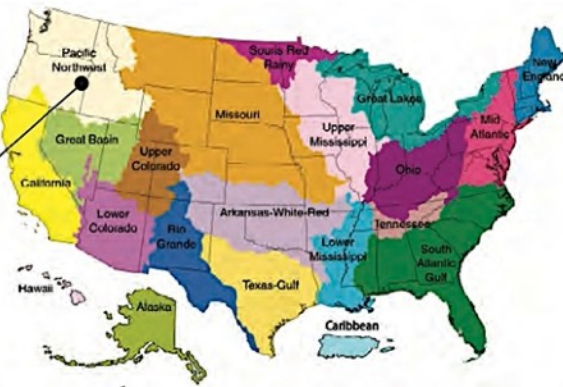 Pacific
Northwest
Souris Red
Rainy
New
England
Great Lakes
Missouri
Mid
Atlantic
Upper
Mississippi
Great Basin
Upper
Colorado
Ohio
California
Lower
Colorado
Rio
Grande
Arkansas-White-Red
Tennessee
Lower
Mississippi
South
Atlantic
Gulf
Texas-Gulf
Hawaii
Alaska
Caribbean